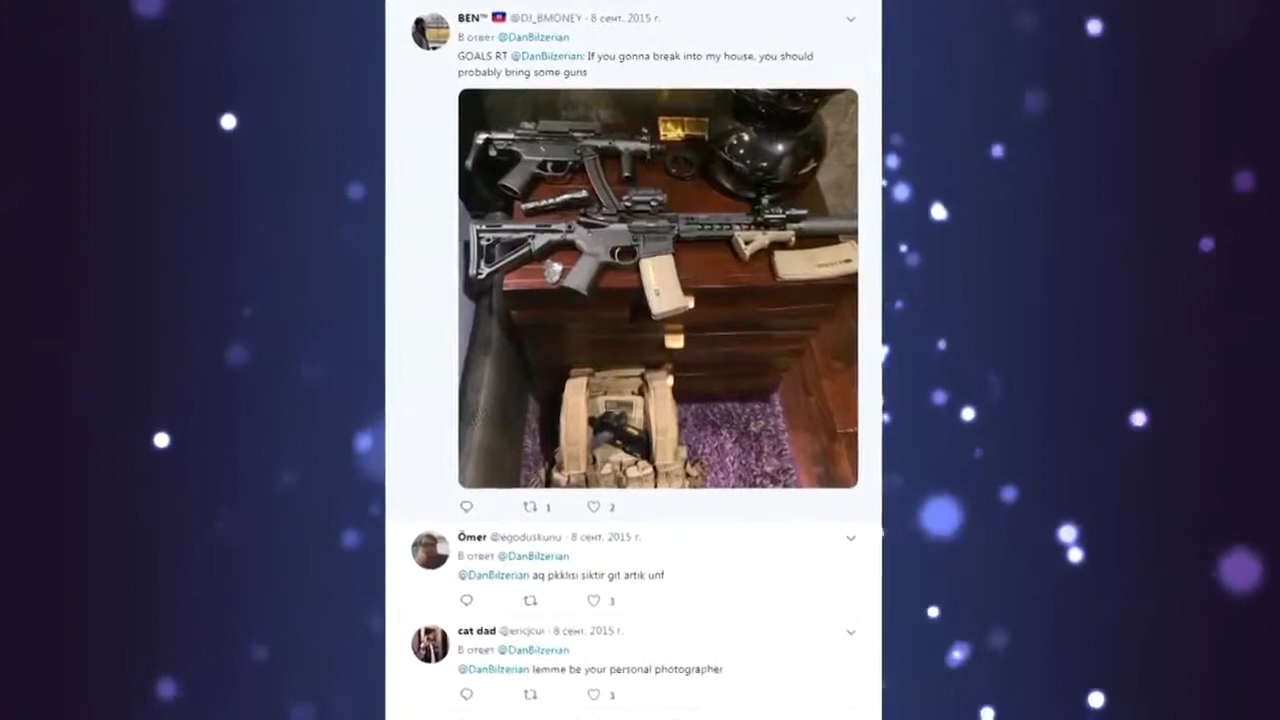 BEN™ @DJ_BMONEY · 8 сент. 2015 г.
В ответ @DanBilzerian
GOALS RT @DanBilzerian: If you gonna break into my house, you should
probably bring some guns
1 2
Ömer @egoduskunu · 8 сент. 2015 г.
В ответ @DanBilzerian
@DanBilzerian aq pkklısı siktir git artık unf
3
cat dad @ericjcui · 8 сент. 2015 г.
В ответ @DanBilzerian
@DanBilzerian lemme be your personal photographer
3